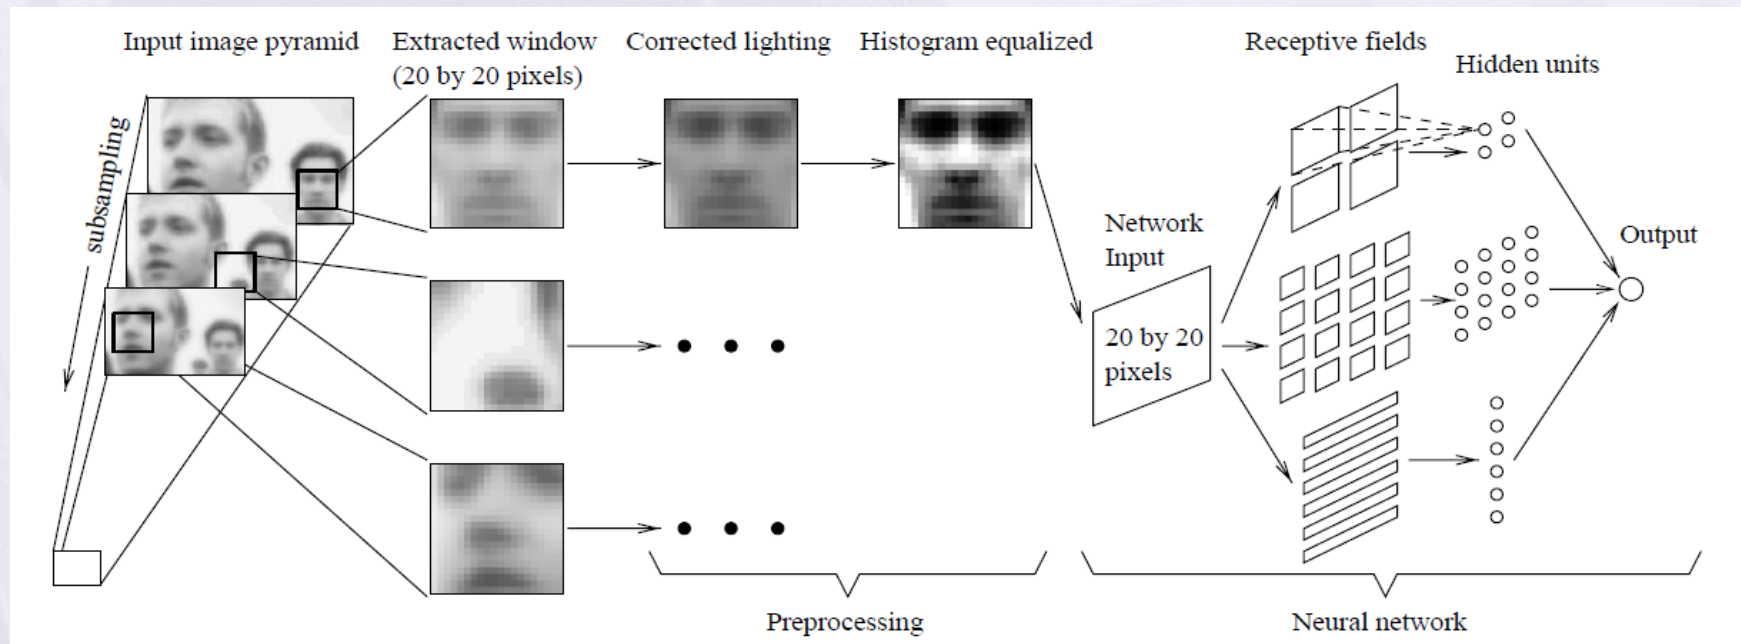 Input image pyramid
Extracted window
(20 by 20 pixels)
Corrected lighting
Histogram equalized
Receptive fields
Hidden units
subsampling
Network
Input
20 by 20
pixels
Output
Preprocessing
Neural network